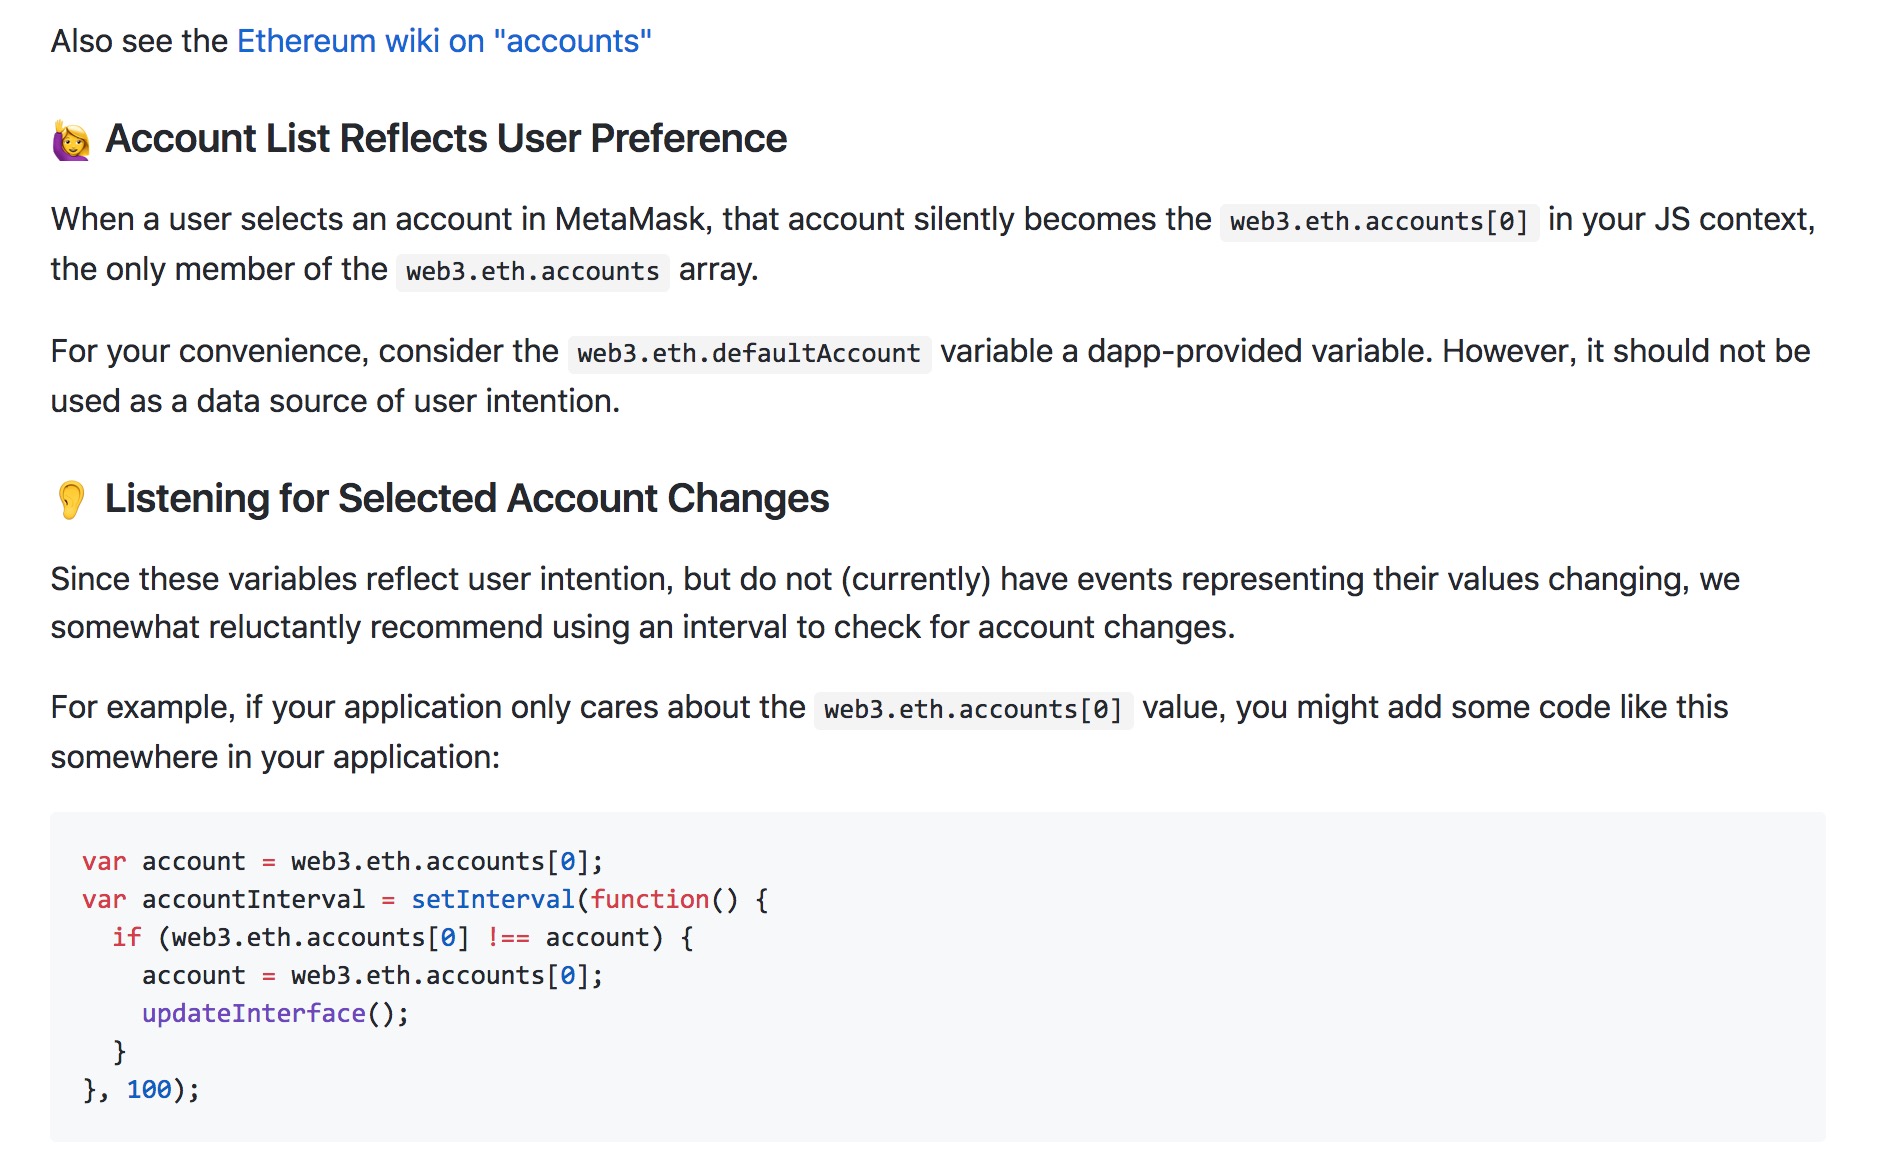 Also see the Ethereum wiki on "accounts"
🙋 Account List Reflects User Preference
When a user selects an account in MetaMask, that account silently becomes the web3.eth.accounts[0] in your JS context,
the only member of the web3.eth.accounts array.
For your convenience, consider the web3.eth.defaultAccount variable a dapp-provided variable. However, it should not be
used as a data source of user intention.
👂 Listening for Selected Account Changes
Since these variables reflect user intention, but do not (currently) have events representing their values changing, we
somewhat reluctantly recommend using an interval to check for account changes.
For example, if your application only cares about the web3.eth.accounts[0] value, you might add some code like this
somewhere in your application:
var account = web3.eth.accounts[0];
var accountInterval = setInterval(function() {
  if (web3.eth.accounts[0] !== account) {
    account = web3.eth.accounts[0];
    updateInterface();
  }
}, 100);